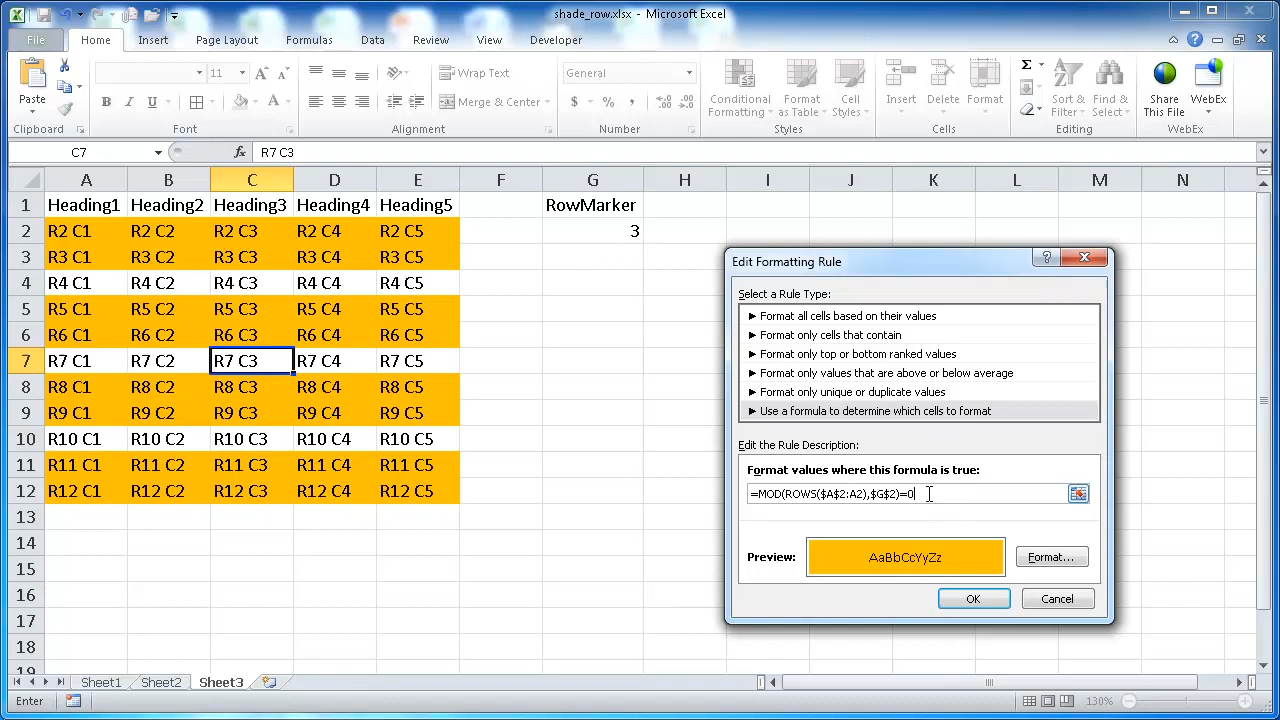 shade_row.xlsx - Microsoft Excel
File Home Insert Page Layout Formulas Data Review View Developer
Paste
11
Wrap Text
Merge & Center
General
Conditional Formatting
Format as Table
Cell Styles
Insert
Delete
Format
Sort & Filter
Find & Select
Share This File
WebEx
Clipboard Font Alignment Number Styles Cells Editing WebEx
C7 fx R7 C3
A B C D E F G H I J K L M N
1 Heading1 Heading2 Heading3 Heading4 Heading5 RowMarker
2 R2 C1 R2 C2 R2 C3 R2 C4 R2 C5 3
3 R3 C1 R3 C2 R3 C3 R3 C4 R3 C5
4 R4 C1 R4 C2 R4 C3 R4 C4 R4 C5
5 R5 C1 R5 C2 R5 C3 R5 C4 R5 C5
6 R6 C1 R6 C2 R6 C3 R6 C4 R6 C5
7 R7 C1 R7 C2 R7 C3 R7 C4 R7 C5
8 R8 C1 R8 C2 R8 C3 R8 C4 R8 C5
9 R9 C1 R9 C2 R9 C3 R9 C4 R9 C5
10 R10 C1 R10 C2 R10 C3 R10 C4 R10 C5
11 R11 C1 R11 C2 R11 C3 R11 C4 R11 C5
12 R12 C1 R12 C2 R12 C3 R12 C4 R12 C5
13
14
15
16
17
18
19
Edit Formatting Rule
Select a Rule Type:
► Format all cells based on their values
► Format only cells that contain
► Format only top or bottom ranked values
► Format only values that are above or below average
► Format only unique or duplicate values
► Use a formula to determine which cells to format
Edit the Rule Description:
Format values where this formula is true:
=MOD(ROWS($A$2:A2),$G$2)=0
Preview: AaBbCcYyZz Format...
OK Cancel
Sheet1 Sheet2 Sheet3
Enter 130%